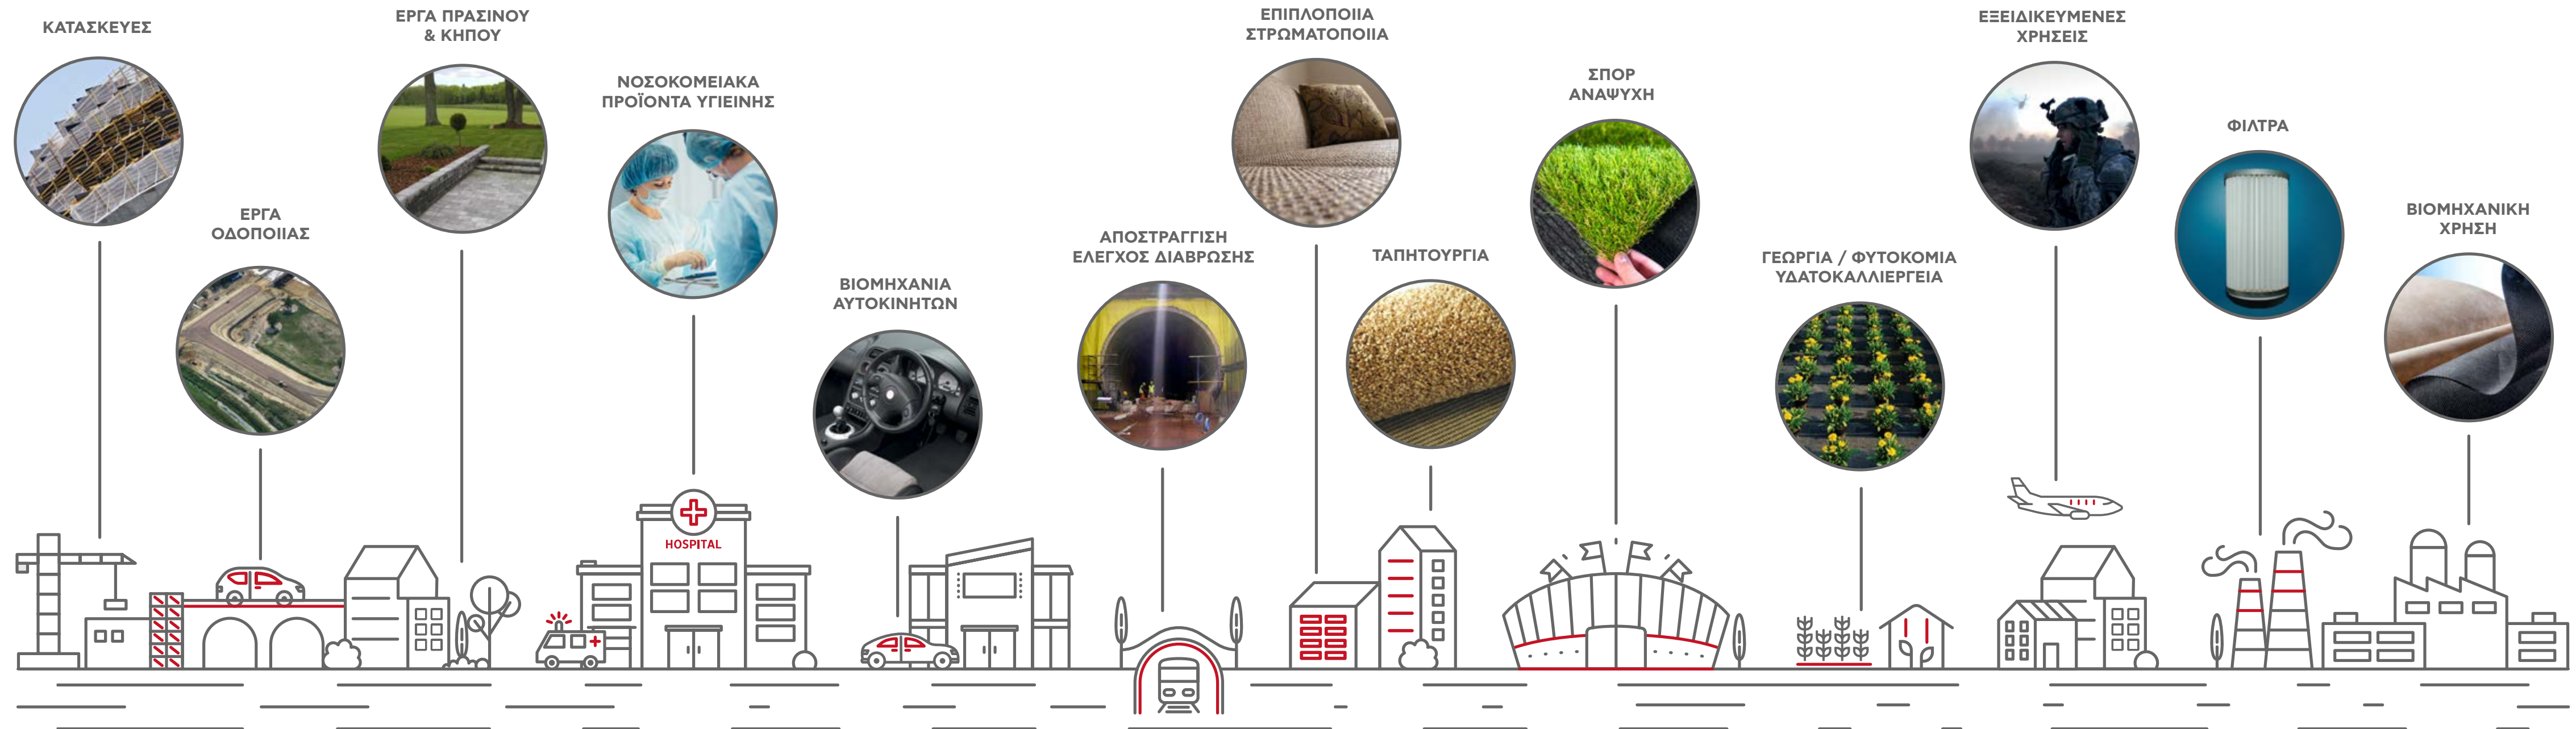 ΚΑΤΑΣΚΕΥΕΣ
ΕΡΓΑ
ΟΔΟΠΟΙΙΑΣ
ΕΡΓΑ ΠΡΑΣΙΝΟΥ
& ΚΗΠΟΥ
ΝΟΣΟΚΟΜΕΙΑΚΑ
ΠΡΟΪΟΝΤΑ ΥΓΙΕΙΝΗΣ
HOSPITAL
ΒΙΟΜΗΧΑΝΙΑ
ΑΥΤΟΚΙΝΗΤΩΝ
ΑΠΟΣΤΡΑΓΓΙΣΗ
ΕΛΕΓΧΟΣ ΔΙΑΒΡΩΣΗΣ
ΕΠΙΠΛΟΠΟΙΙΑ
ΣΤΡΩΜΑΤΟΠΟΙΙΑ
ΤΑΠΗΤΟΥΡΓΙΑ
ΣΠΟΡ
ΑΝΑΨΥΧΗ
ΓΕΩΡΓΙΑ / ΦΥΤΟΚΟΜΙΑ
ΥΔΑΤΟΚΑΛΛΙΕΡΓΕΙΑ
ΕΞΕΙΔΙΚΕΥΜΕΝΕΣ
ΧΡΗΣΕΙΣ
ΦΙΛΤΡΑ
ΒΙΟΜΗΧΑΝΙΚΗ
ΧΡΗΣΗ